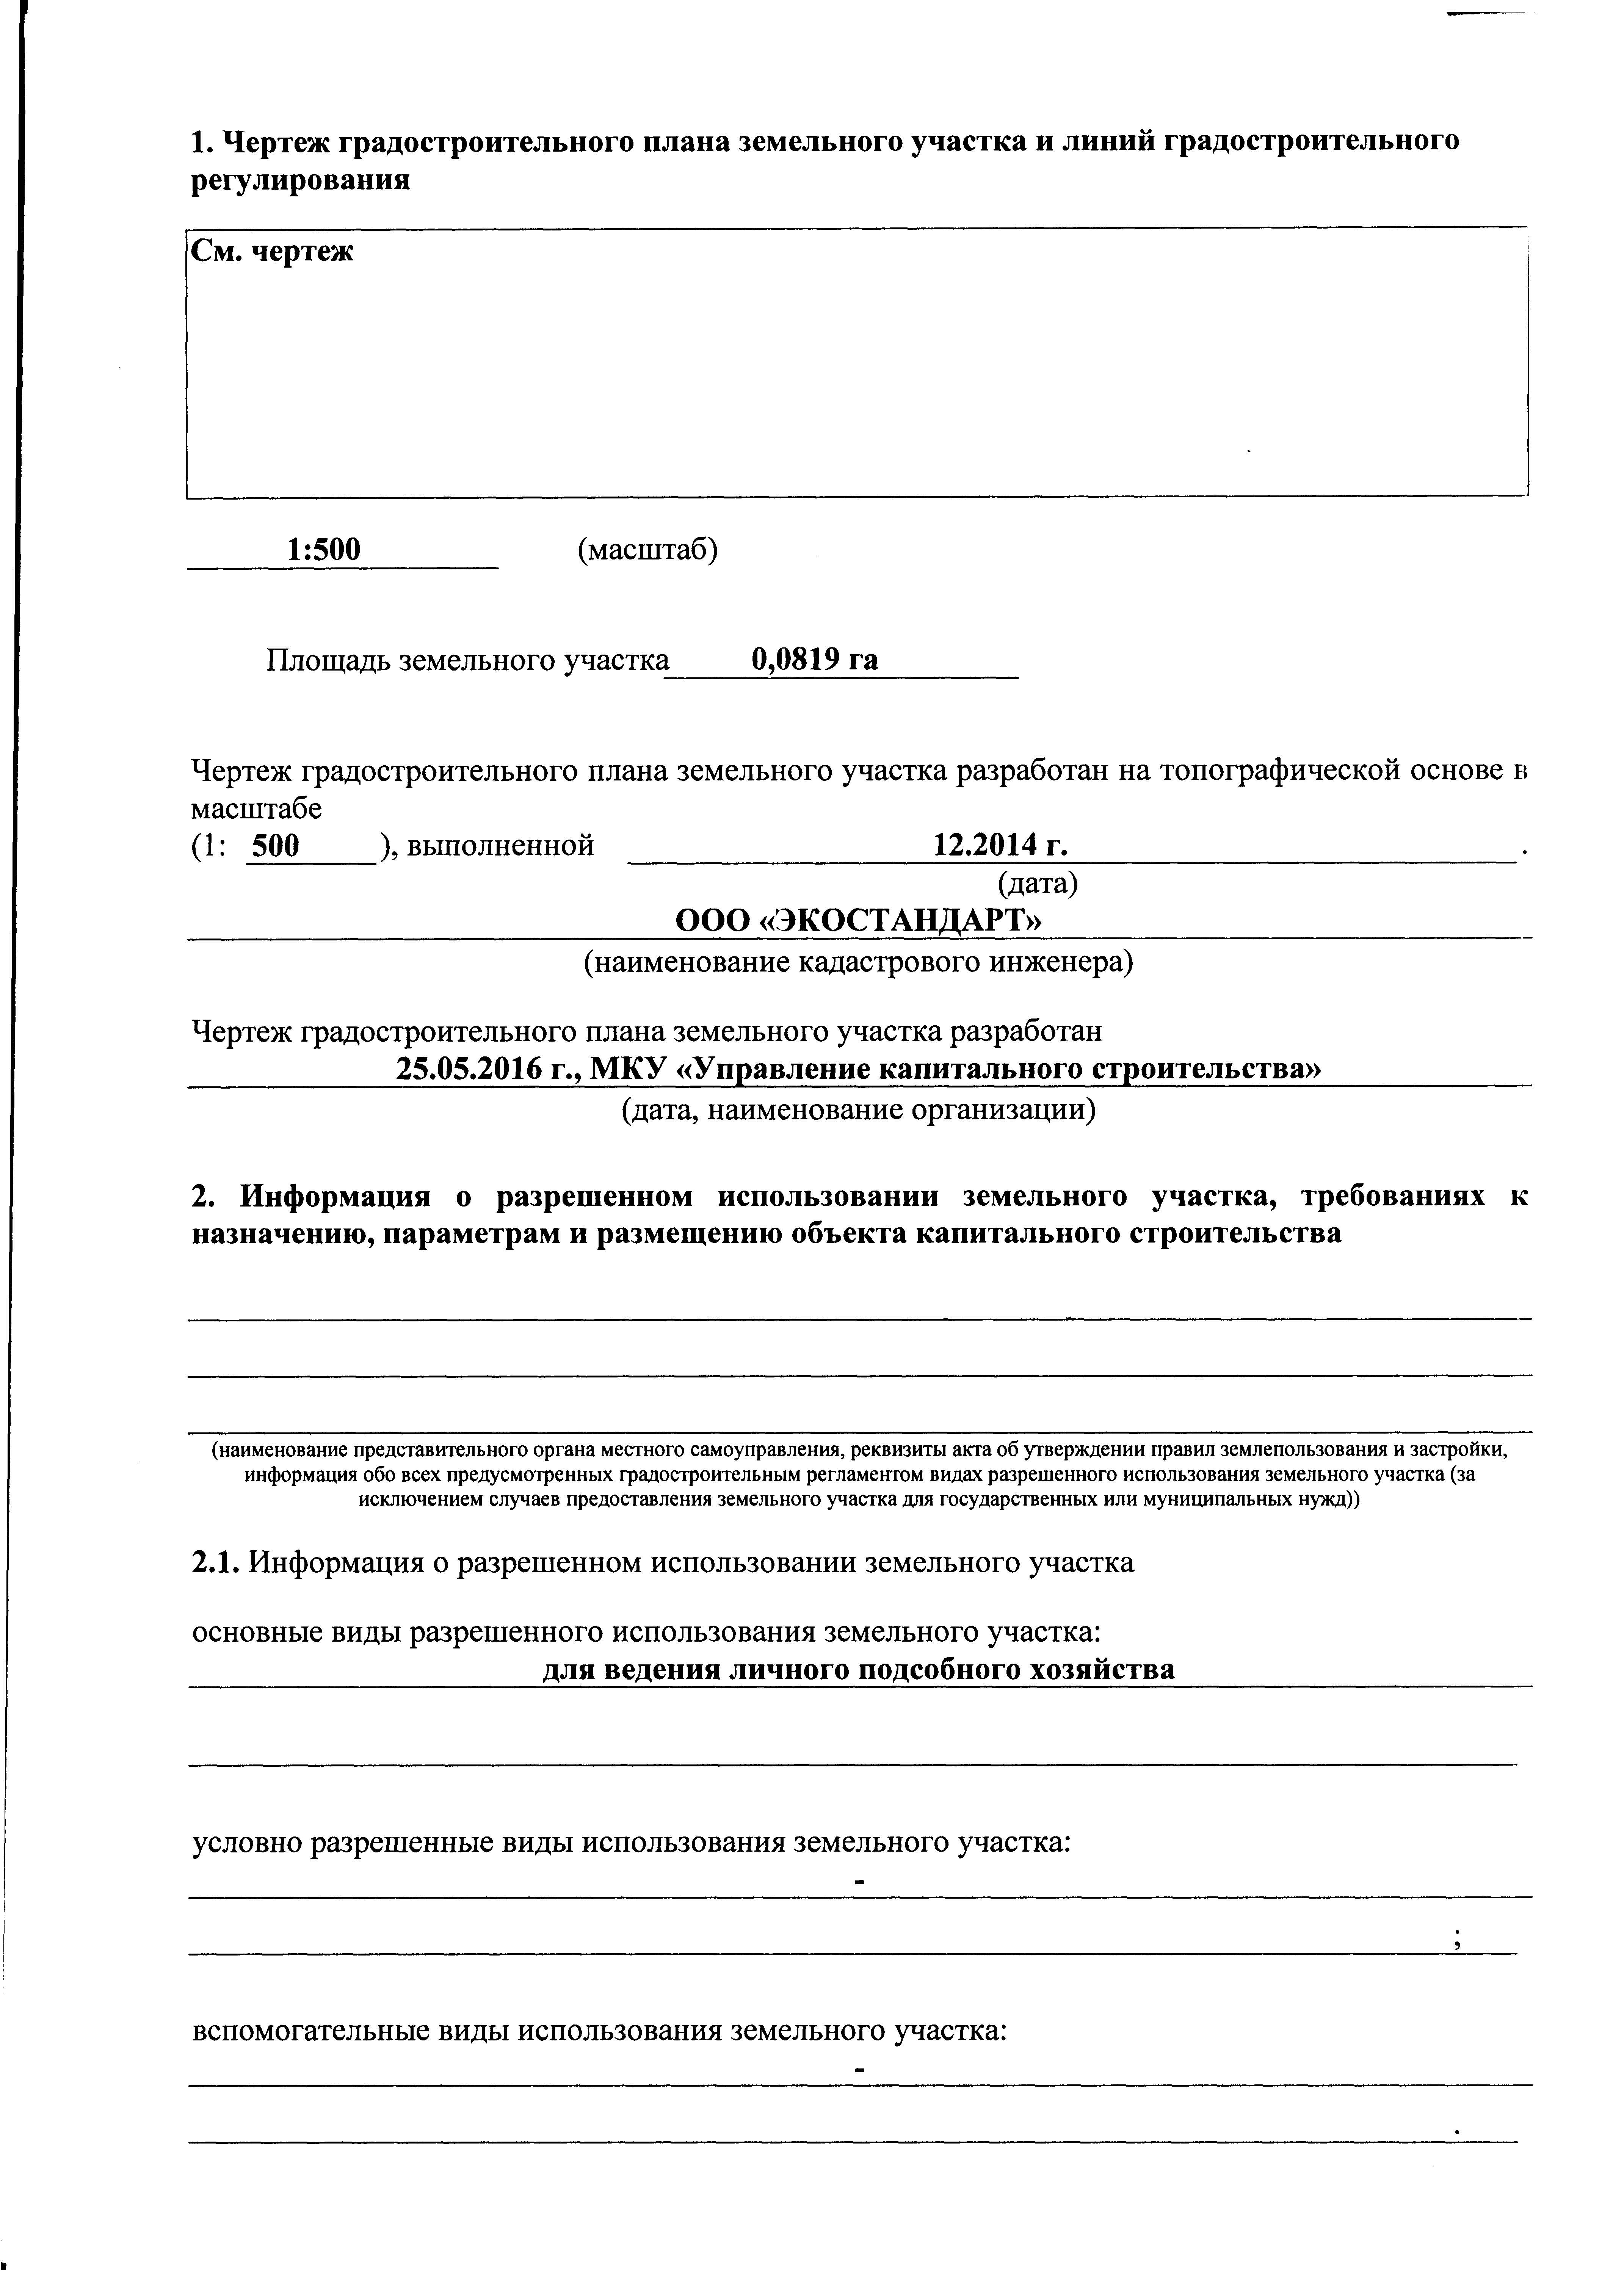 1. Чертеж градостроительного плана земельного участка и линий градостроительного
регулирования
См. чертеж
1:500 (масштаб)
Площадь земельного участка 0,0819 га
Чертеж градостроительного плана земельного участка разработан на топографической основе в
масштабе
(1: 500 ), выполненной 12.2014 г. .
(дата)
ООО «ЭКОСТАНДАРТ»
(наименование кадастрового инженера)
Чертеж градостроительного плана земельного участка разработан
25.05.2016 г., МКУ «Управление капитального строительства»
(дата, наименование организации)
2. Информация о разрешенном использовании земельного участка, требованиях к
назначению, параметрам и размещению объекта капитального строительства
(наименование представительного органа местного самоуправления, реквизиты акта об утверждении правил землепользования и застройки,
информация обо всех предусмотренных градостроительным регламентом видах разрешенного использования земельного участка (за
исключением случаев предоставления земельного участка для государственных или муниципальных нужд))
2.1. Информация о разрешенном использовании земельного участка
основные виды разрешенного использования земельного участка:
для ведения личного подсобного хозяйства
условно разрешенные виды использования земельного участка:
-
;
вспомогательные виды использования земельного участка:
-
.